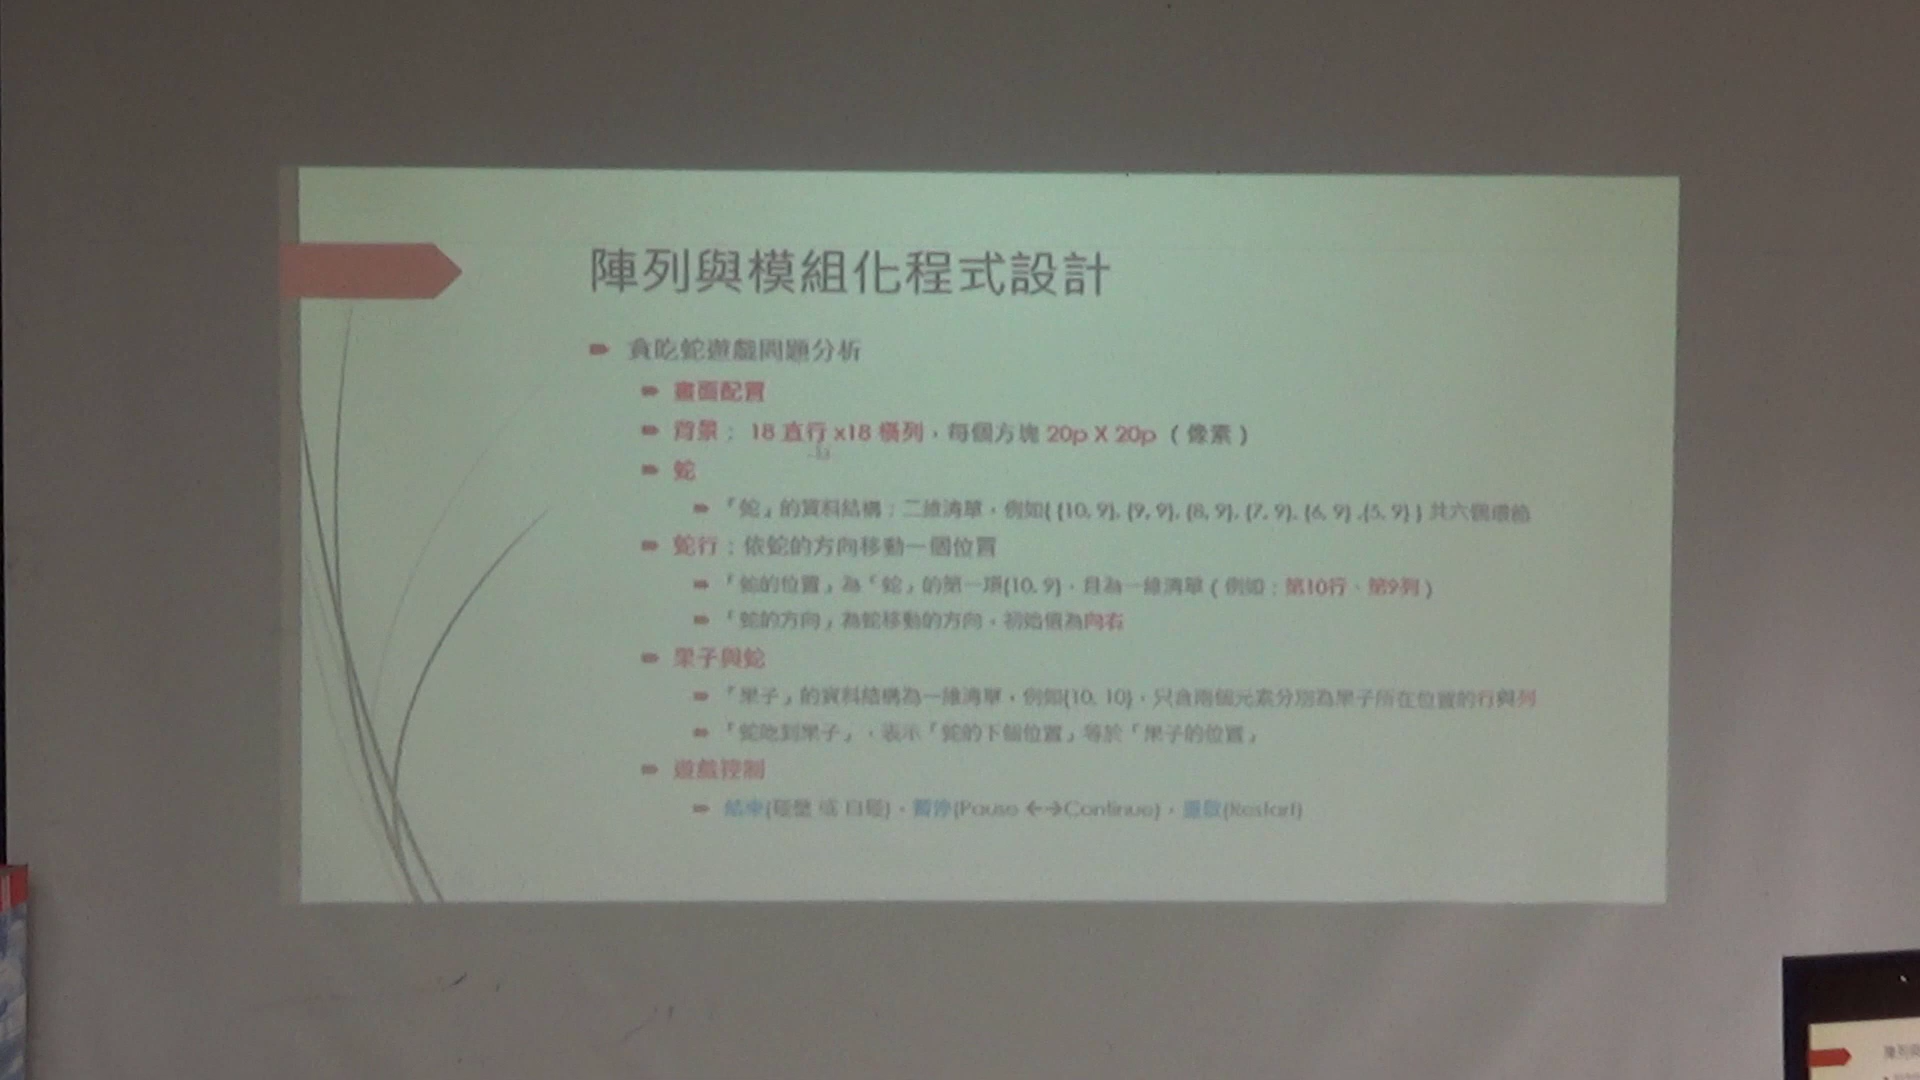 陣列與模組化程式設計
貪吃蛇遊戲問題分析
畫面配置
背景： 18 直行 x18 橫列，每個方塊 20p X 20p （像素）
蛇
「蛇」的資料結構：二維清單，例如{ {10, 9}, {9, 9}, {8, 9}, {7, 9}, {6, 9} ,{5, 9} } 共六個環節
蛇行：依蛇的方向移動一個位置
「蛇的位置」為「蛇」的第一項{10, 9}，且為一維清單（例如：第10行、第9列）
「蛇的方向」為蛇移動的方向，初始值為向右
果子與蛇
「果子」的資料結構為一維清單，例如{10, 10}，只含兩個元素分別為果子所在位置的行與列
「蛇吃到果子」，表示「蛇的下個位置」等於「果子的位置」
遊戲控制
結束(碰壁 或 自碰)、暫停(Pause ←→Continue)、重啟(Restart)